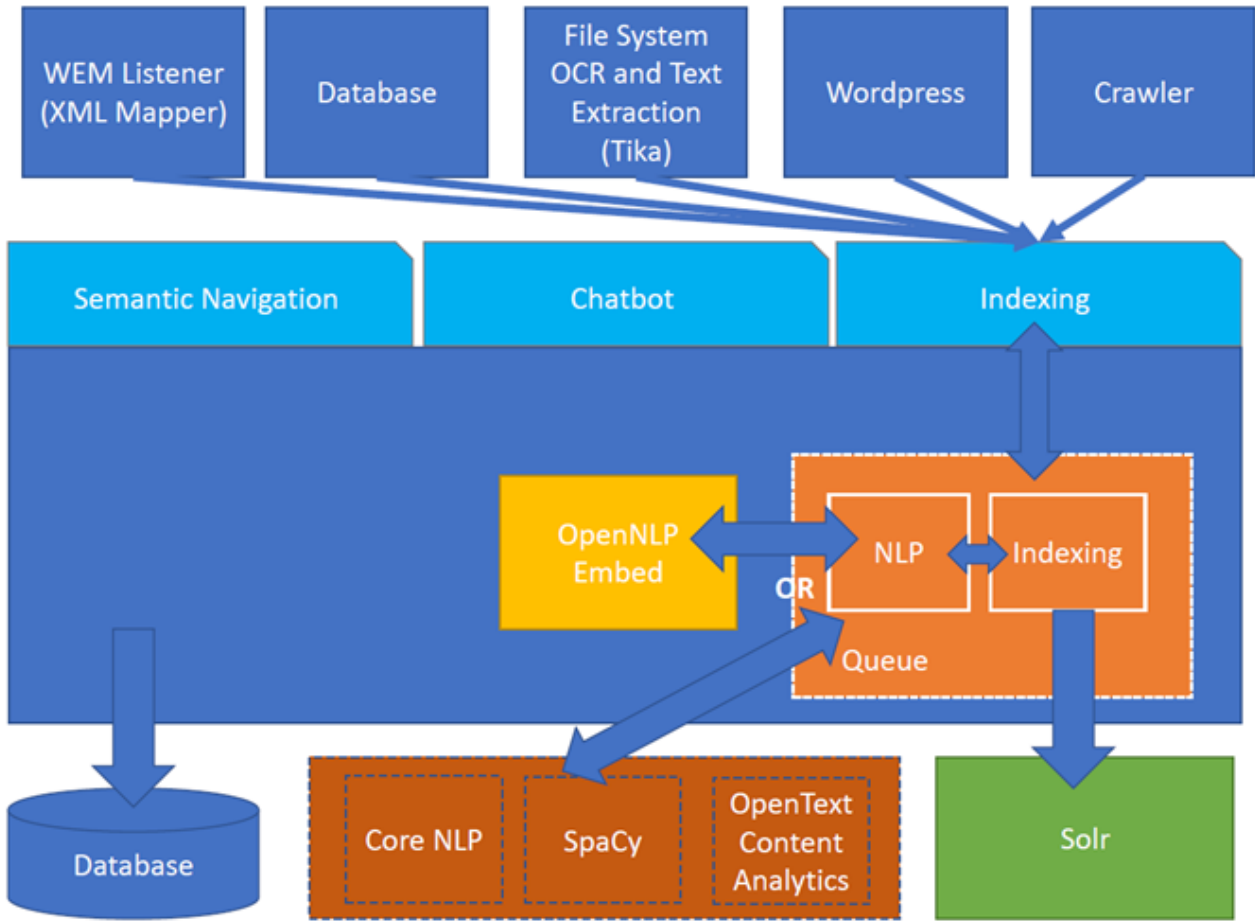 WEM Listener
(XML Mapper)
Database
File System
OCR and Text
Extraction
(Tika)
Wordpress
Crawler
Semantic Navigation
Chatbot
Indexing
OpenNLP
Embed
OR
NLP
Indexing
Queue
Database
Core NLP
SpaCy
OpenText
Content
Analytics
Solr